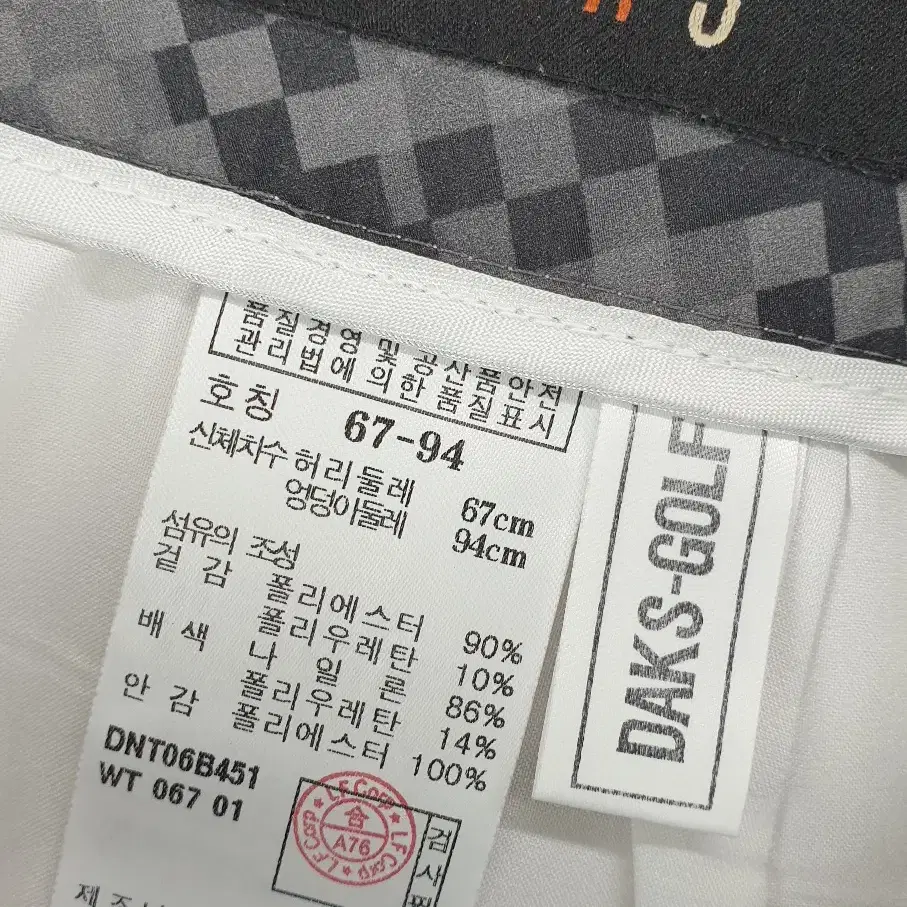 품질경영 및 공산품안전
관리법에 의한 품질표시
호칭 67-94
신체치수 허리둘레 67cm
엉덩이둘레 94cm
섬유의 조성
겉감 폴리에스터 90%
폴리우레탄 10%
배색 나일론 86%
폴리우레탄 14%
안감 폴리에스터 100%
DNT06B451
WT 067 01
LF Corp LF Corp LF Corp
合
A76
검사필
DAKS-GOLF